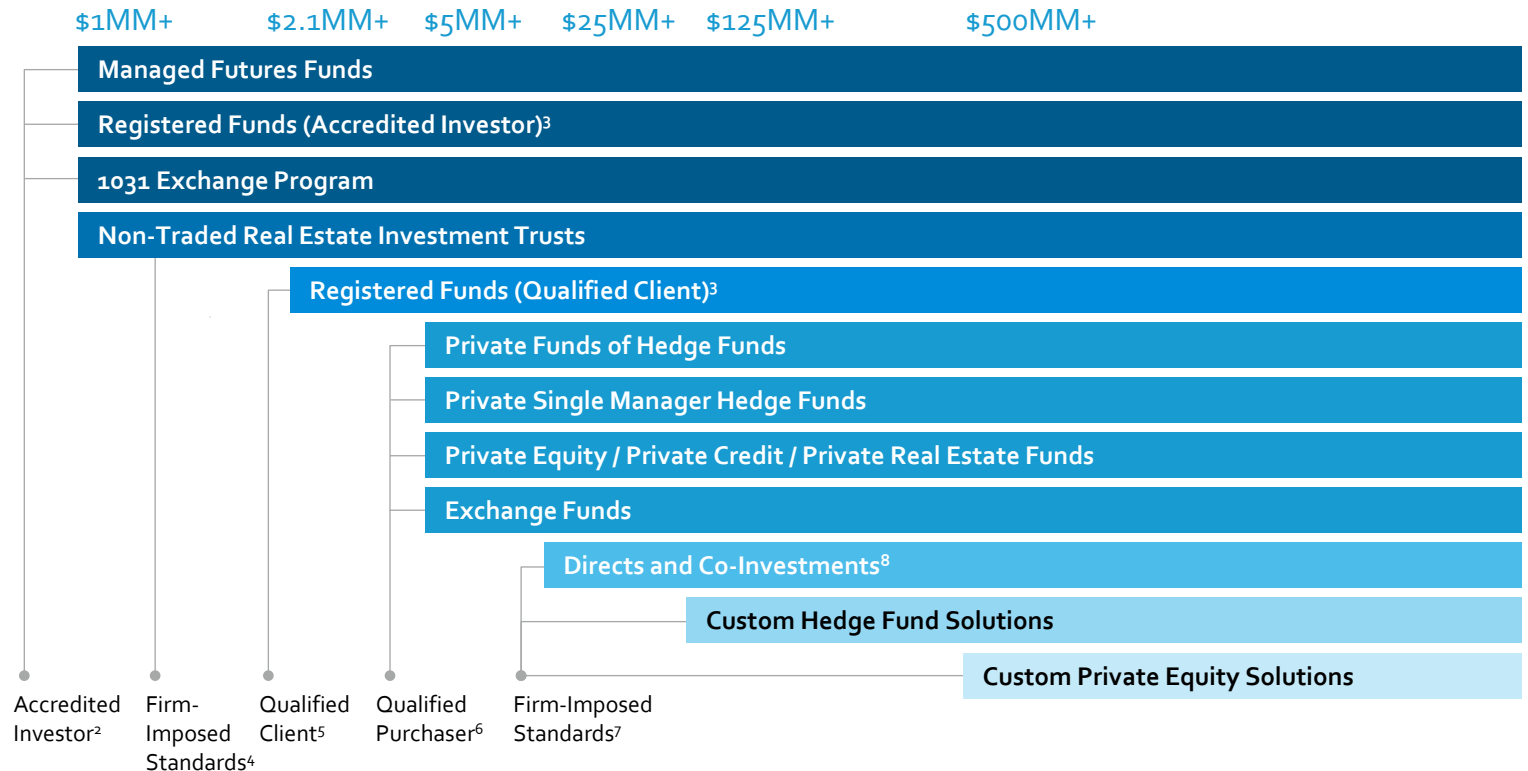 $1MM+ $2.1MM+ $5MM+ $25MM+ $125MM+ $500MM+
Managed Futures Funds
Registered Funds (Accredited Investor)³
1031 Exchange Program
Non-Traded Real Estate Investment Trusts
Registered Funds (Qualified Client)³
Private Funds of Hedge Funds
Private Single Manager Hedge Funds
Private Equity / Private Credit / Private Real Estate Funds
Exchange Funds
Directs and Co-Investments⁸
Custom Hedge Fund Solutions
Custom Private Equity Solutions
Accredited
Investor²
Firm-
Imposed
Standards⁴
Qualified
Client⁵
Qualified
Purchaser⁶
Firm-Imposed
Standards⁷